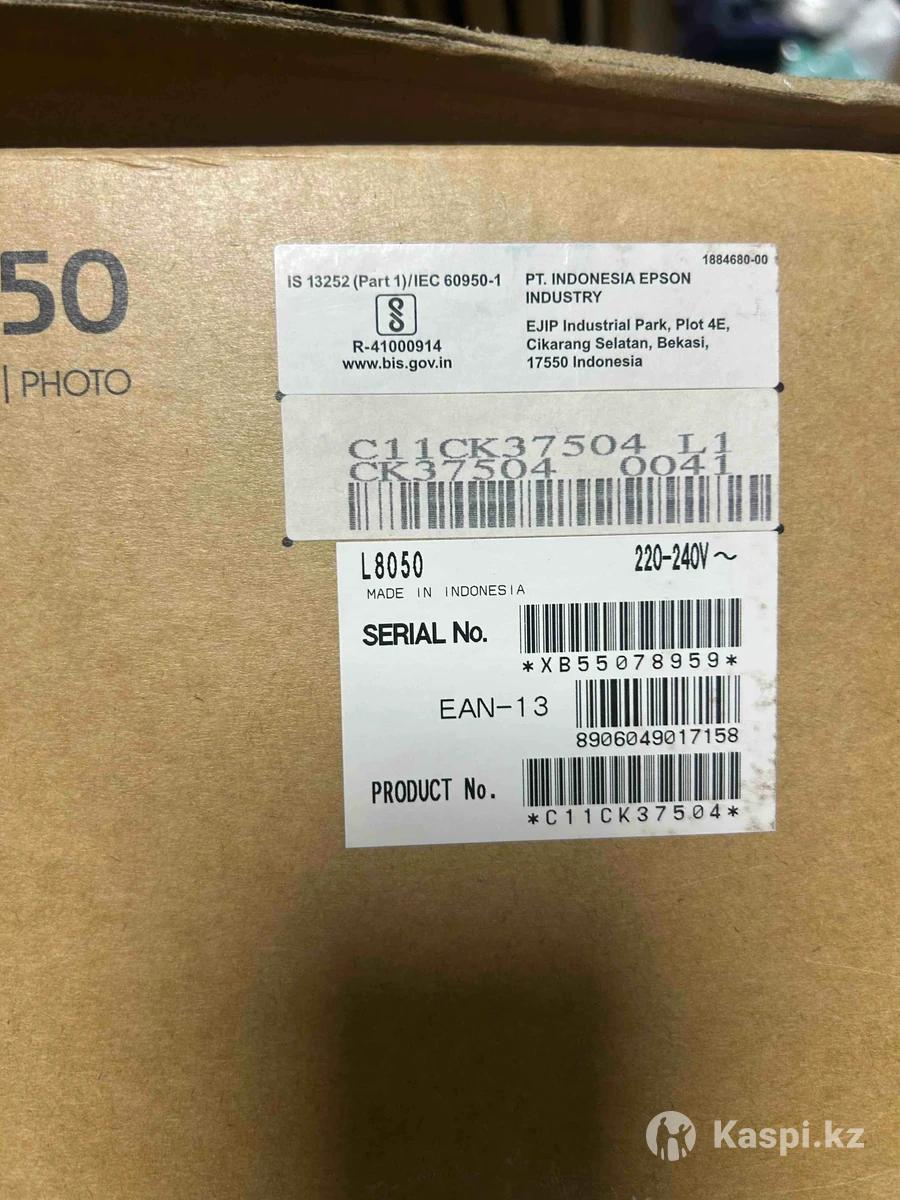 50
| PHOTO
1884680-00
IS 13252 (Part 1)/IEC 60950-1
R-41000914
www.bis.gov.in
PT. INDONESIA EPSON
INDUSTRY
EJIP Industrial Park, Plot 4E,
Cikarang Selatan, Bekasi,
17550 Indonesia
C11CK37504 L1
CK37504 0041
L8050 220-240V～
MADE IN INDONESIA
SERIAL No.
*XB55078959*
EAN-13
8906049017158
PRODUCT No.
*C11CK37504*
Kaspi.kz